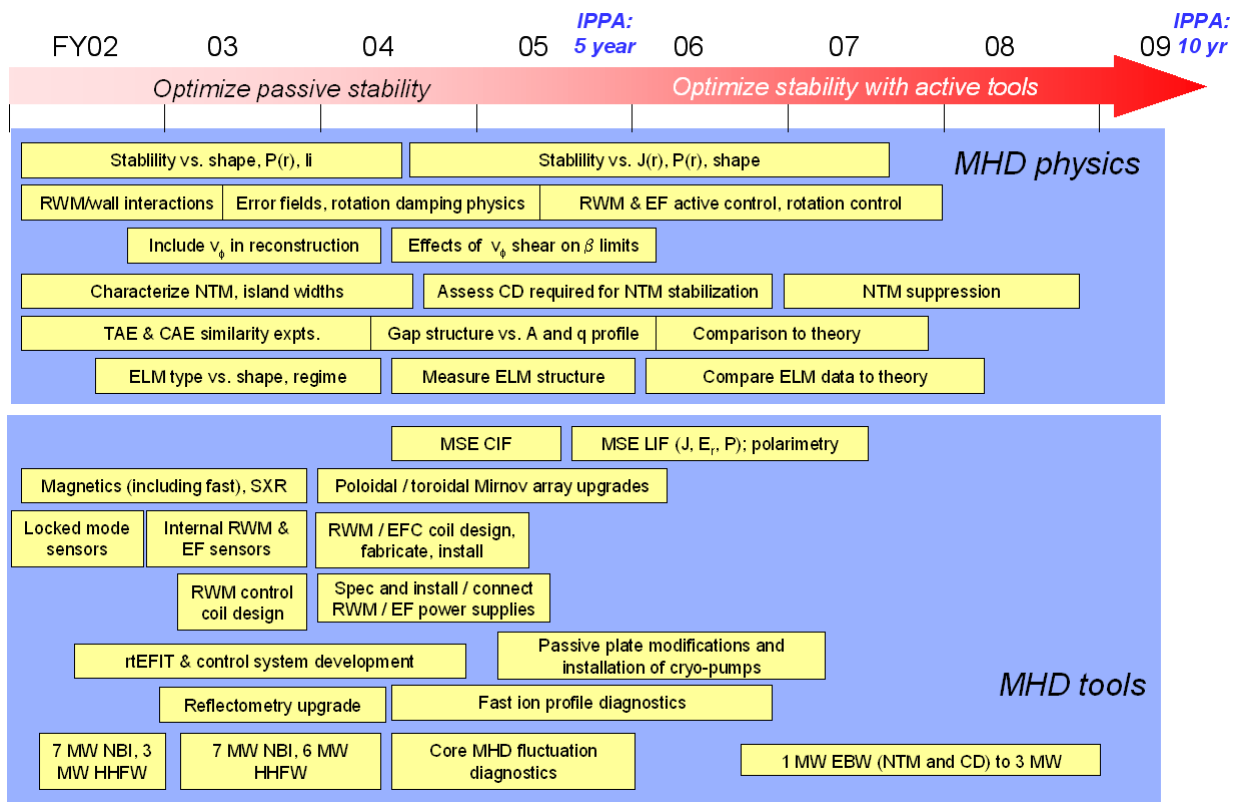 IPPA:
5 year
IPPA:
10 yr
FY02 03 04 05 06 07 08 09
Optimize passive stability
Optimize stability with active tools
MHD physics
Stablility vs. shape, P(r), li
Stablility vs. J(r), P(r), shape
RWM/wall interactions
Error fields, rotation damping physics
RWM & EF active control, rotation control
Include vϕ in reconstruction
Effects of vϕ shear on β limits
Characterize NTM, island widths
Assess CD required for NTM stabilization
NTM suppression
TAE & CAE similarity expts.
Gap structure vs. A and q profile
Comparison to theory
ELM type vs. shape, regime
Measure ELM structure
Compare ELM data to theory
MSE CIF
MSE LIF (J, Er, P); polarimetry
Magnetics (including fast), SXR
Poloidal / toroidal Mirnov array upgrades
Locked mode
sensors
Internal RWM &
EF sensors
RWM / EFC coil design,
fabricate, install
RWM control
coil design
Spec and install / connect
RWM / EF power supplies
rtEFIT & control system development
Passive plate modifications and
installation of cryo-pumps
MHD tools
Reflectometry upgrade
Fast ion profile diagnostics
7 MW NBI, 3
MW HHFW
7 MW NBI, 6 MW
HHFW
Core MHD fluctuation
diagnostics
1 MW EBW (NTM and CD) to 3 MW